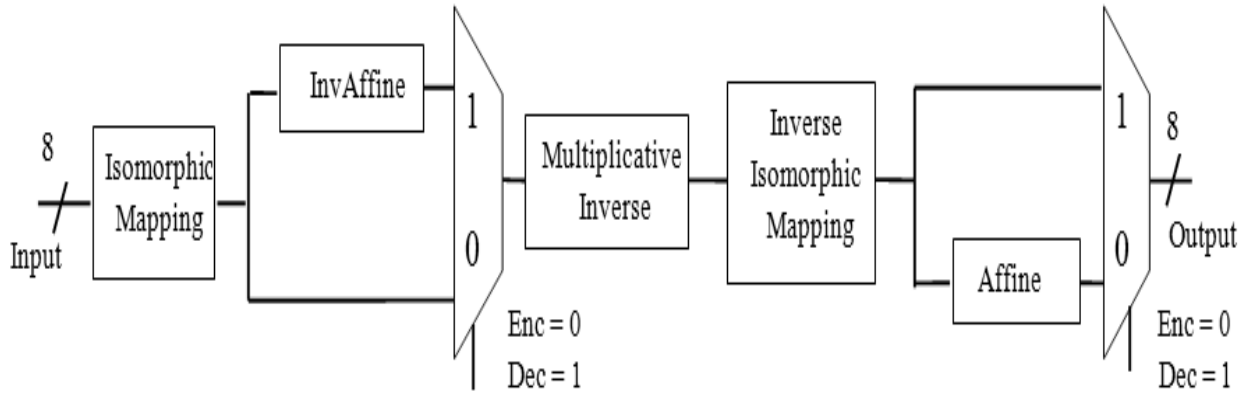 8
Input
Isomorphic
Mapping
InvAffine
1
0
Enc = 0
Dec = 1
Multiplicative
Inverse
Inverse
Isomorphic
Mapping
Affine
1
0
Enc = 0
Dec = 1
8
Output